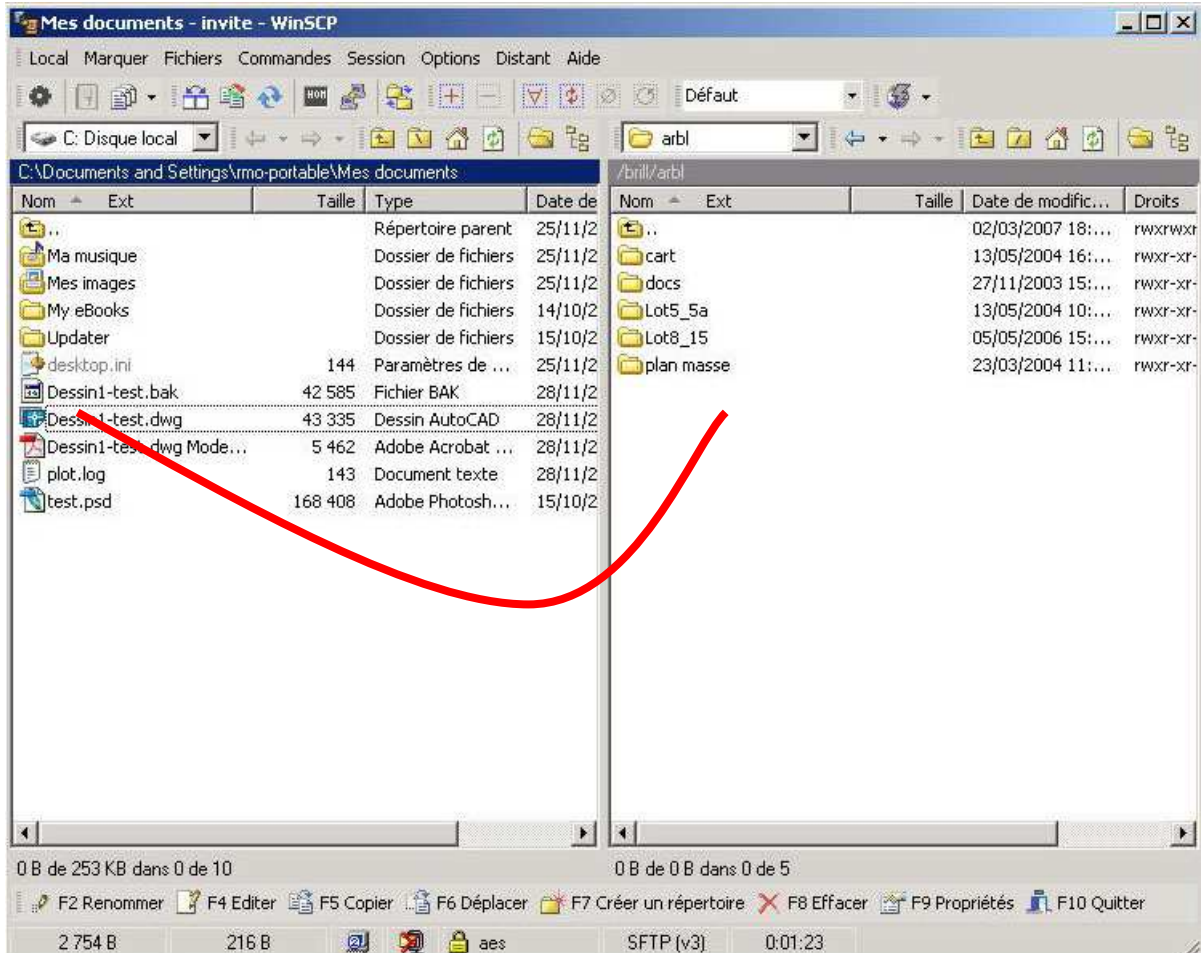 Mes documents - invite - WinSCP
Local Marquer Fichiers Commandes Session Options Distant Aide
Défaut
C: Disque local
arbl
C:\Documents and Settings\rmo-portable\Mes documents
/brill/arbl
Nom Ext Taille Type Date de
Nom Ext Taille Date de modific... Droits
.. Répertoire parent 25/11/2
.. 02/03/2007 18:... rwxrwxr
Ma musique Dossier de fichiers 25/11/2
cart 13/05/2004 16:... rwxr-xr-
Mes images Dossier de fichiers 25/11/2
docs 27/11/2003 15:... rwxr-xr-
My eBooks Dossier de fichiers 14/10/2
Lot5_5a 13/05/2004 10:... rwxr-xr-
Updater Dossier de fichiers 15/10/2
Lot8_15 05/05/2006 15:... rwxr-xr-
desktop.ini 144 Paramètres de ... 25/11/2
plan masse 23/03/2004 11:... rwxr-xr-
Dessin1-test.bak 42 585 Fichier BAK 28/11/2
Dessin1-test.dwg 43 335 Dessin AutoCAD 28/11/2
Dessin1-test.dwg Mode... 5 462 Adobe Acrobat ... 28/11/2
plot.log 143 Document texte 28/11/2
test.psd 168 408 Adobe Photosh... 15/10/2
0 B de 253 KB dans 0 de 10
0 B de 0 B dans 0 de 5
F2 Renommer F4 Editer F5 Copier F6 Déplacer F7 Créer un répertoire F8 Effacer F9 Propriétés F10 Quitter
2 754 B 216 B aes SFTP (v3) 0:01:23